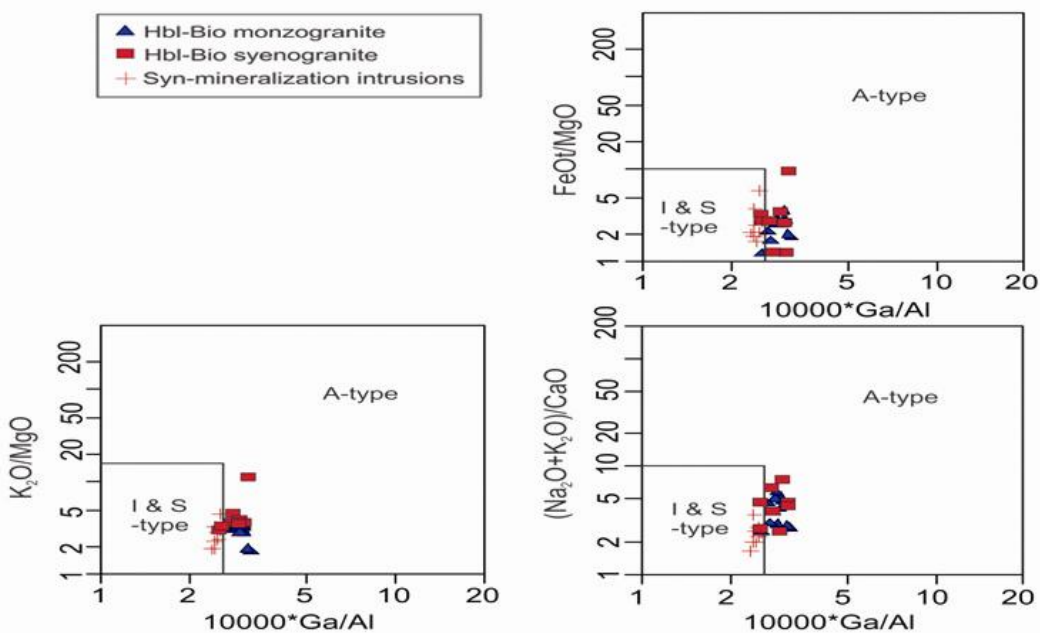 Hbl-Bio monzogranite
Hbl-Bio syenogranite
Syn-mineralization intrusions
FeOt/MgO
200
50
20
5
2
1
A-type
I & S
-type
1
2
5
10
20
10000*Ga/Al
K₂O/MgO
200
50
20
5
2
1
A-type
I & S
-type
1
2
5
10
20
10000*Ga/Al
(Na₂O+K₂O)/CaO
200
50
20
10
5
2
1
A-type
I & S
-type
1
2
5
10
20
10000*Ga/Al